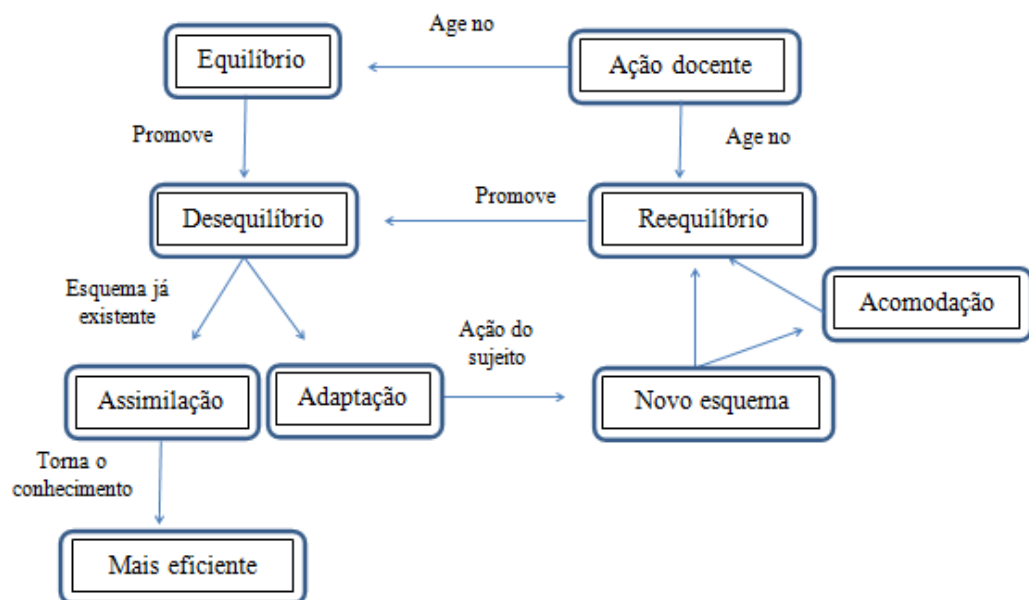 Age no
Equilíbrio
Ação docente
Promove
Age no
Desequilíbrio
Promove
Reequilíbrio
Esquema já
existente
Acomodação
Ação do
sujeito
Assimilação
Adaptação
Novo esquema
Torna o
conhecimento
Mais eficiente